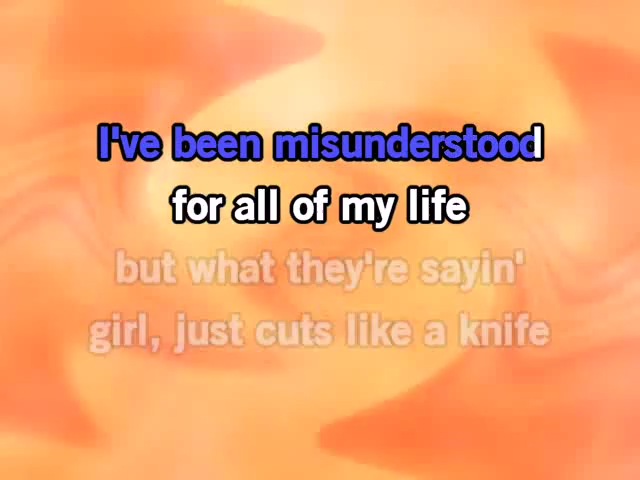 I've been misunderstood
for all of my life
but what they're sayin'
girl, just cuts like a knife